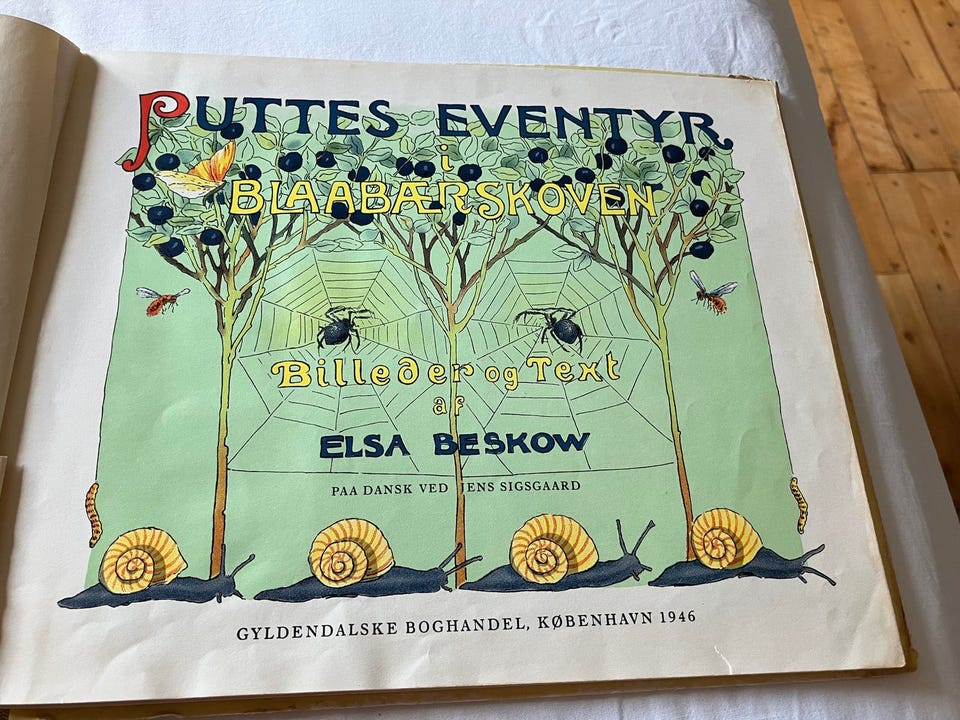 PUTTES EVENTYR
i
BLAABÆRSKOVEN
Billeder og Text
af
ELSA BESKOW
PAA DANSK VED JENS SIGSGAARD
GYLDENDALSKE BOGHANDEL, KØBENHAVN 1946